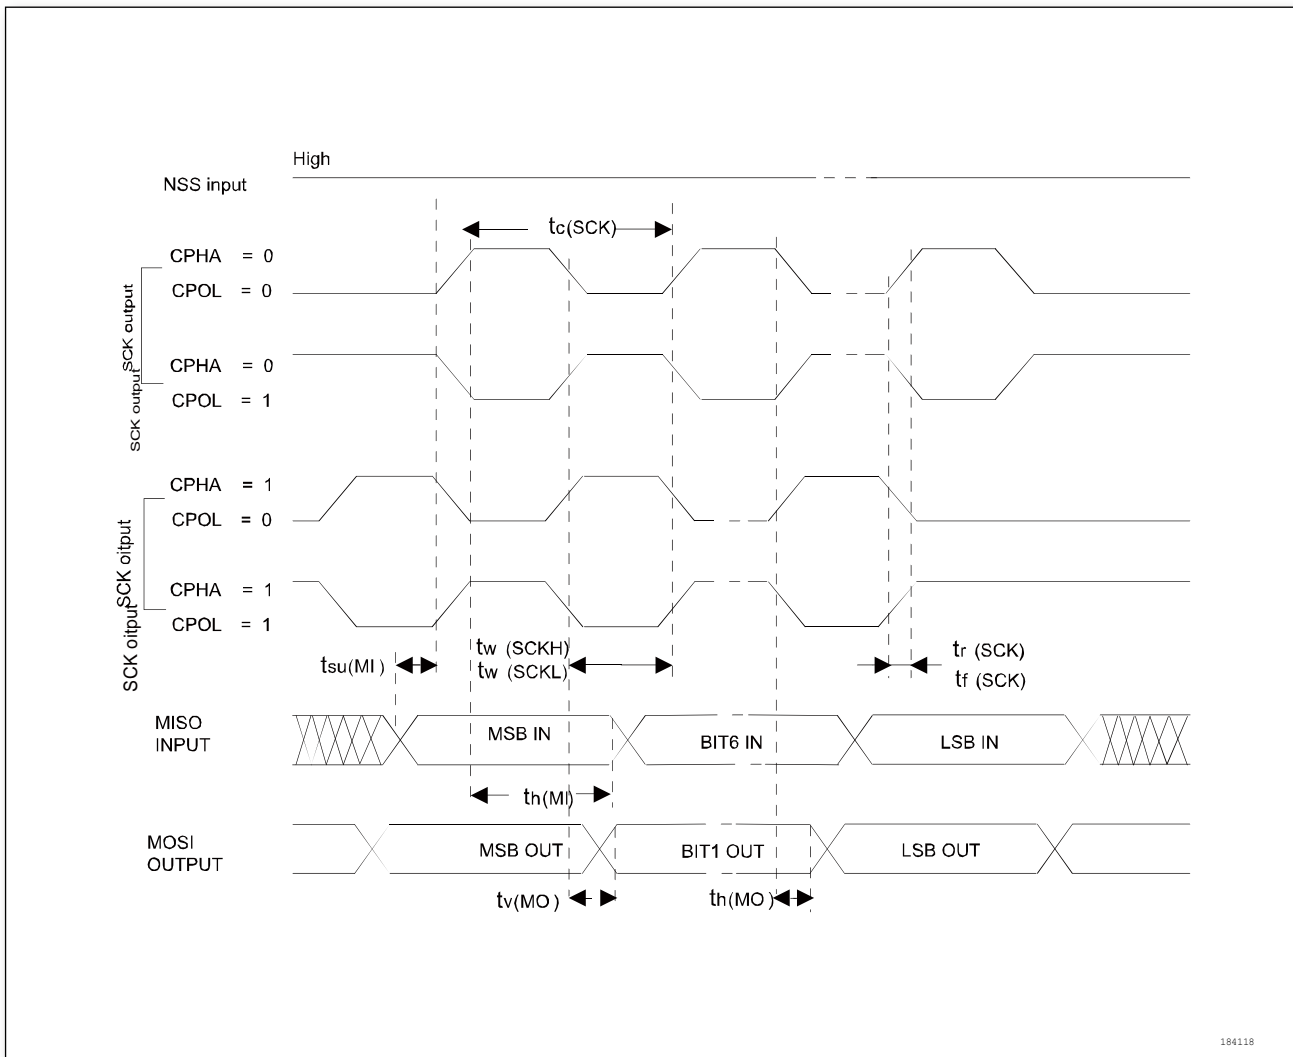 High
NSS input
tc(SCK)
CPHA = 0
CPOL = 0
SCK output
CPHA = 0
CPOL = 1
SCK output
CPHA = 1
CPOL = 0
SCK oitput
CPHA = 1
CPOL = 1
SCK oitput
tsu(MI)
tw (SCKH)
tw (SCKL)
tr (SCK)
tf (SCK)
MISO
INPUT
MSB IN
BIT6 IN
LSB IN
th(MI)
MOSI
OUTPUT
MSB OUT
BIT1 OUT
LSB OUT
tv(MO)
th(MO)
184118